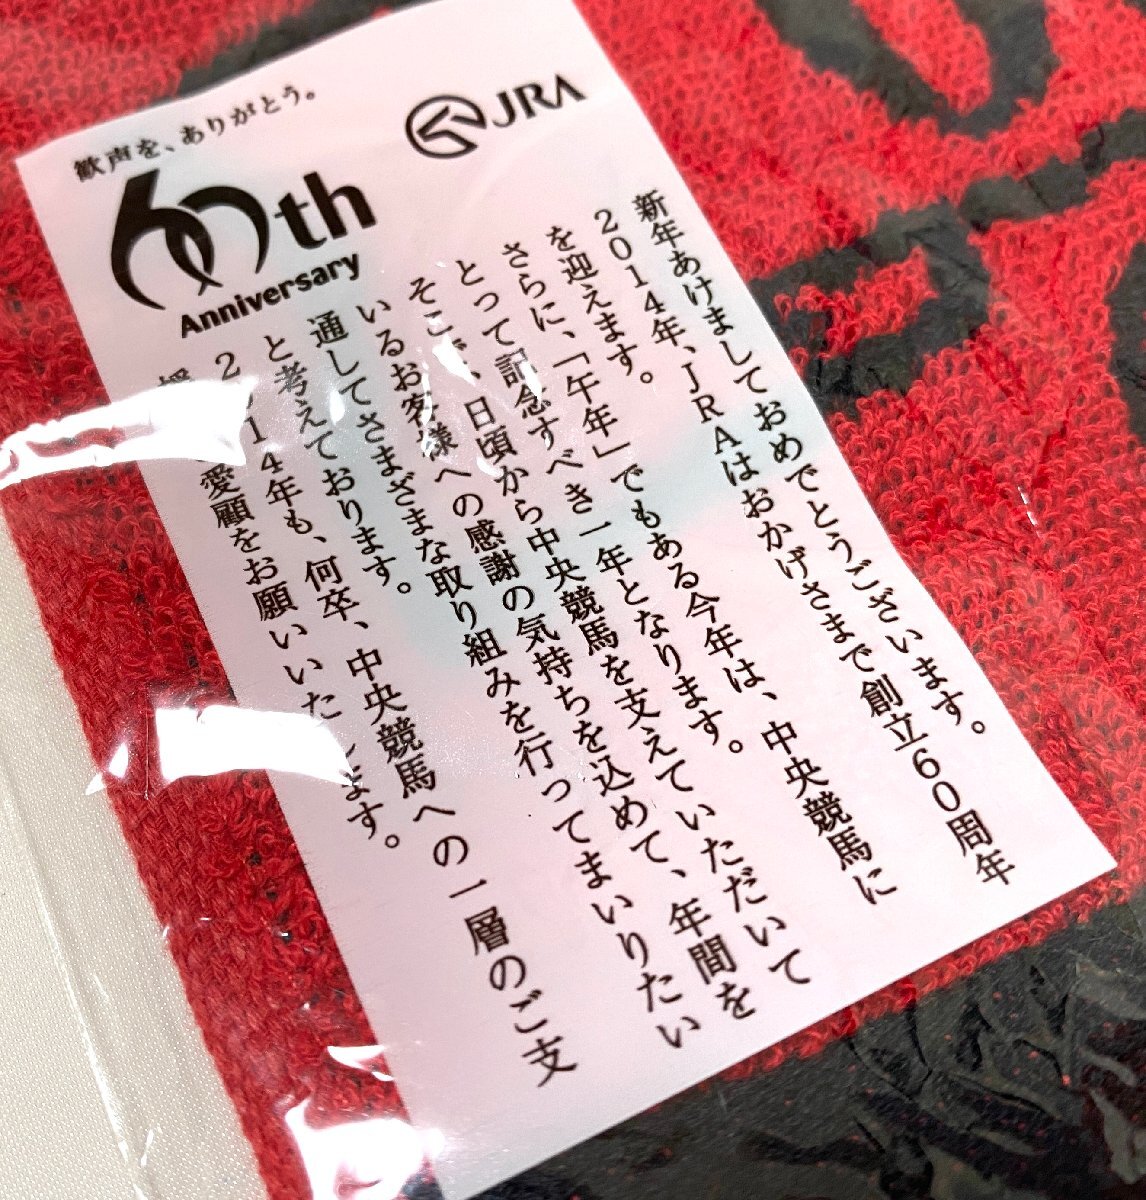 歓声を、ありがとう。
60th
Anniversary
JRA
新年あけましておめでとうございます。
2014年、JRAはおかげさまで創立60周年
を迎えます。
さらに、「午年」でもある今年は、中央競馬に
とって記念すべき一年となります。
そこで、日頃から中央競馬を支えていただいて
いるお客様への感謝の気持ちを込めて、年間を
通してさまざまな取り組みを行ってまいりたい
と考えております。
2014年も、何卒、中央競馬への一層のご支
愛顧をお願いいたします。